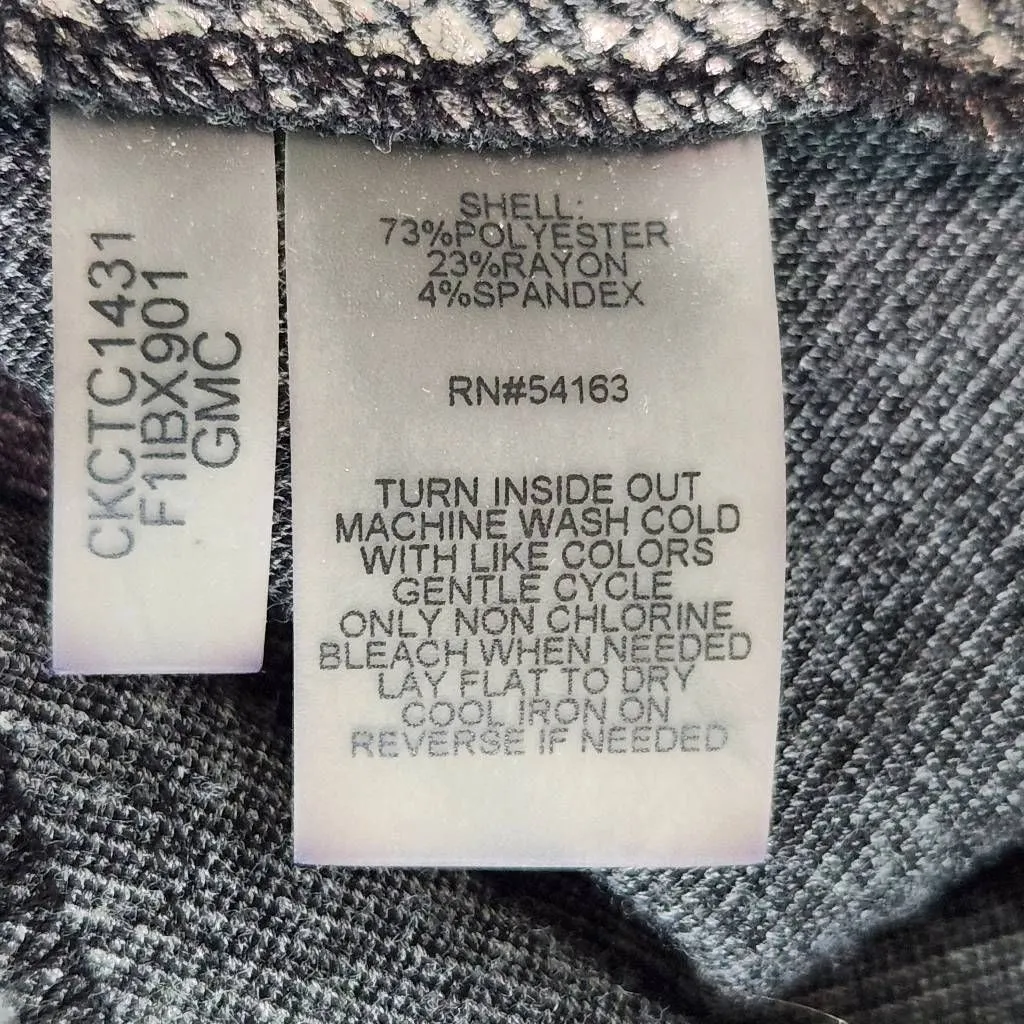 CKCTC1431
F1IBX901
GMC
SHELL:
73%POLYESTER
23%RAYON
4%SPANDEX
RN#54163
TURN INSIDE OUT
MACHINE WASH COLD
WITH LIKE COLORS
GENTLE CYCLE
ONLY NON CHLORINE
BLEACH WHEN NEEDED
LAY FLAT TO DRY
COOL IRON ON
REVERSE IF NEEDED